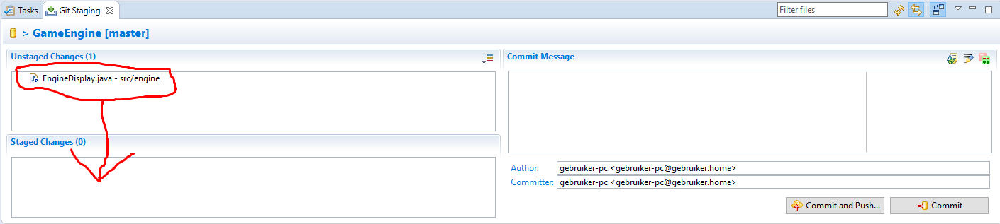 Tasks
Git Staging
Filter files
> GameEngine [master]
Unstaged Changes (1)
EngineDisplay.java - src/engine
Staged Changes (0)
Commit Message
Author:
gebruiker-pc <gebruiker-pc@gebruiker.home>
Committer:
gebruiker-pc <gebruiker-pc@gebruiker.home>
Commit and Push...
Commit